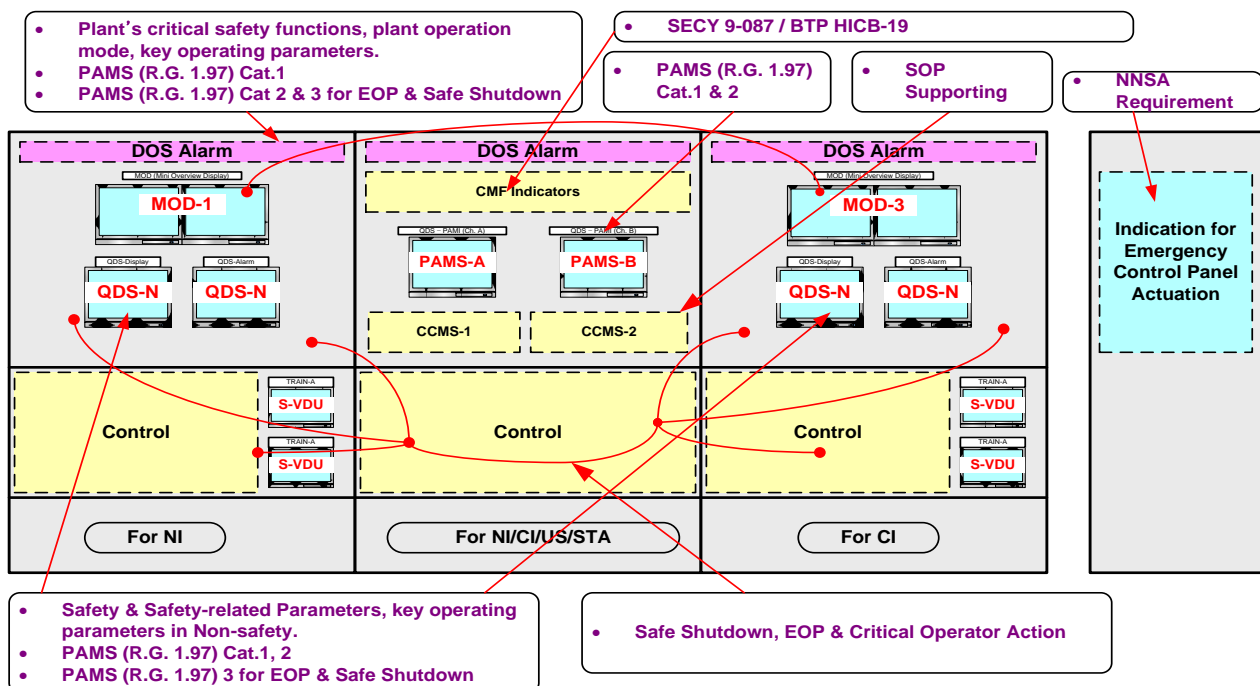 • Plant's critical safety functions, plant operation
mode, key operating parameters.
• PAMS (R.G. 1.97) Cat.1
• PAMS (R.G. 1.97) Cat 2 & 3 for EOP & Safe Shutdown
• SECY 9-087 / BTP HICB-19
• PAMS (R.G. 1.97)
Cat.1 & 2
• SOP
Supporting
• NNSA
Requirement
DOS Alarm
MOD (Mini Overview Display)
MOD-1
QDS-Display
QDS-N
QDS-Alarm
QDS-N
DOS Alarm
CMF Indicators
QDS – PAMI (Ch. A)
PAMS-A
QDS – PAMI (Ch. B)
PAMS-B
CCMS-1
CCMS-2
DOS Alarm
MOD (Mini Overview Display)
MOD-3
QDS-Display
QDS-N
QDS-Alarm
QDS-N
Indication for
Emergency
Control Panel
Actuation
Control
TRAIN-A
S-VDU
TRAIN-A
S-VDU
Control
Control
TRAIN-A
S-VDU
TRAIN-A
S-VDU
For NI
For NI/CI/US/STA
For CI
• Safety & Safety-related Parameters, key operating
parameters in Non-safety.
• PAMS (R.G. 1.97) Cat.1, 2
• PAMS (R.G. 1.97) 3 for EOP & Safe Shutdown
• Safe Shutdown, EOP & Critical Operator Action